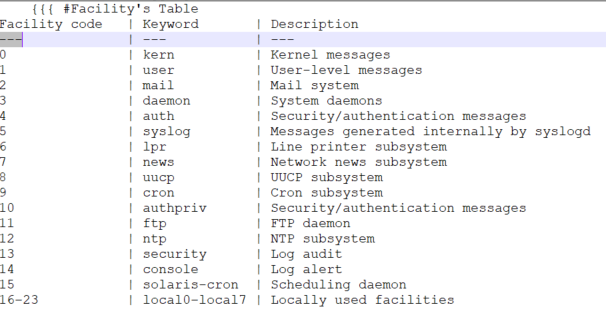 {{{ #Facility's Table
Facility code | Keyword | Description
--- | --- | ---
0 | kern | Kernel messages
1 | user | User-level messages
2 | mail | Mail system
3 | daemon | System daemons
4 | auth | Security/authentication messages
5 | syslog | Messages generated internally by syslogd
6 | lpr | Line printer subsystem
7 | news | Network news subsystem
8 | uucp | UUCP subsystem
9 | cron | Cron subsystem
10 | authpriv | Security/authentication messages
11 | ftp | FTP daemon
12 | ntp | NTP subsystem
13 | security | Log audit
14 | console | Log alert
15 | solaris-cron | Scheduling daemon
16-23 | local0-local7 | Locally used facilities